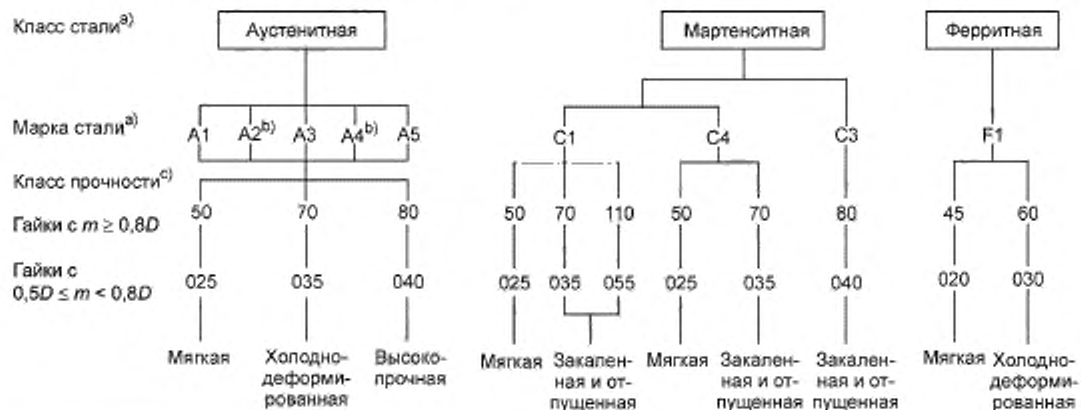 Класс стали a)
Аустенитная Мартенситная Ферритная
Марка стали a)
A1 A2 b) A3 A4 b) A5 C1 C4 C3 F1
Класс прочности c)
Гайки с m ≥ 0,8D
50 70 80 50 70 110 50 70 80 45 60
Гайки с
0,5D ≤ m < 0,8D
025 035 040 025 035 055 025 035 040 020 030
Мягкая Холодно- Высоко- Мягкая Закален- Мягкая Закален- Закален- Мягкая Холодно-
деформи- прочная ная и от- ная и от- ная и от- деформи-
рованная пущенная пущенная пущенная рованная